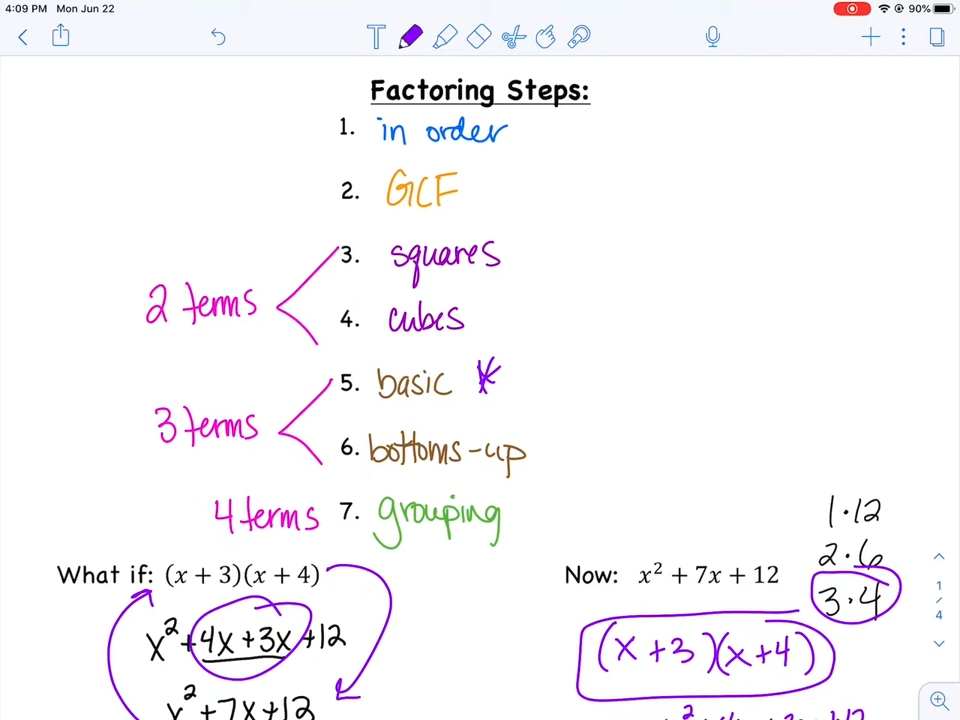 4:09 PM Mon Jun 22
90%
T
Factoring Steps:
1. in order
2. GCF
3. squares
2 terms
4. cubes
5. basic *
3 terms
6. bottoms-up
4 terms 7. grouping
1·12
2·6
3·4
What if: (x + 3)(x + 4)
Now: x² + 7x + 12
x² + 4x + 3x + 12
(x + 3)(x + 4)
x² + 7x + 12
1/4